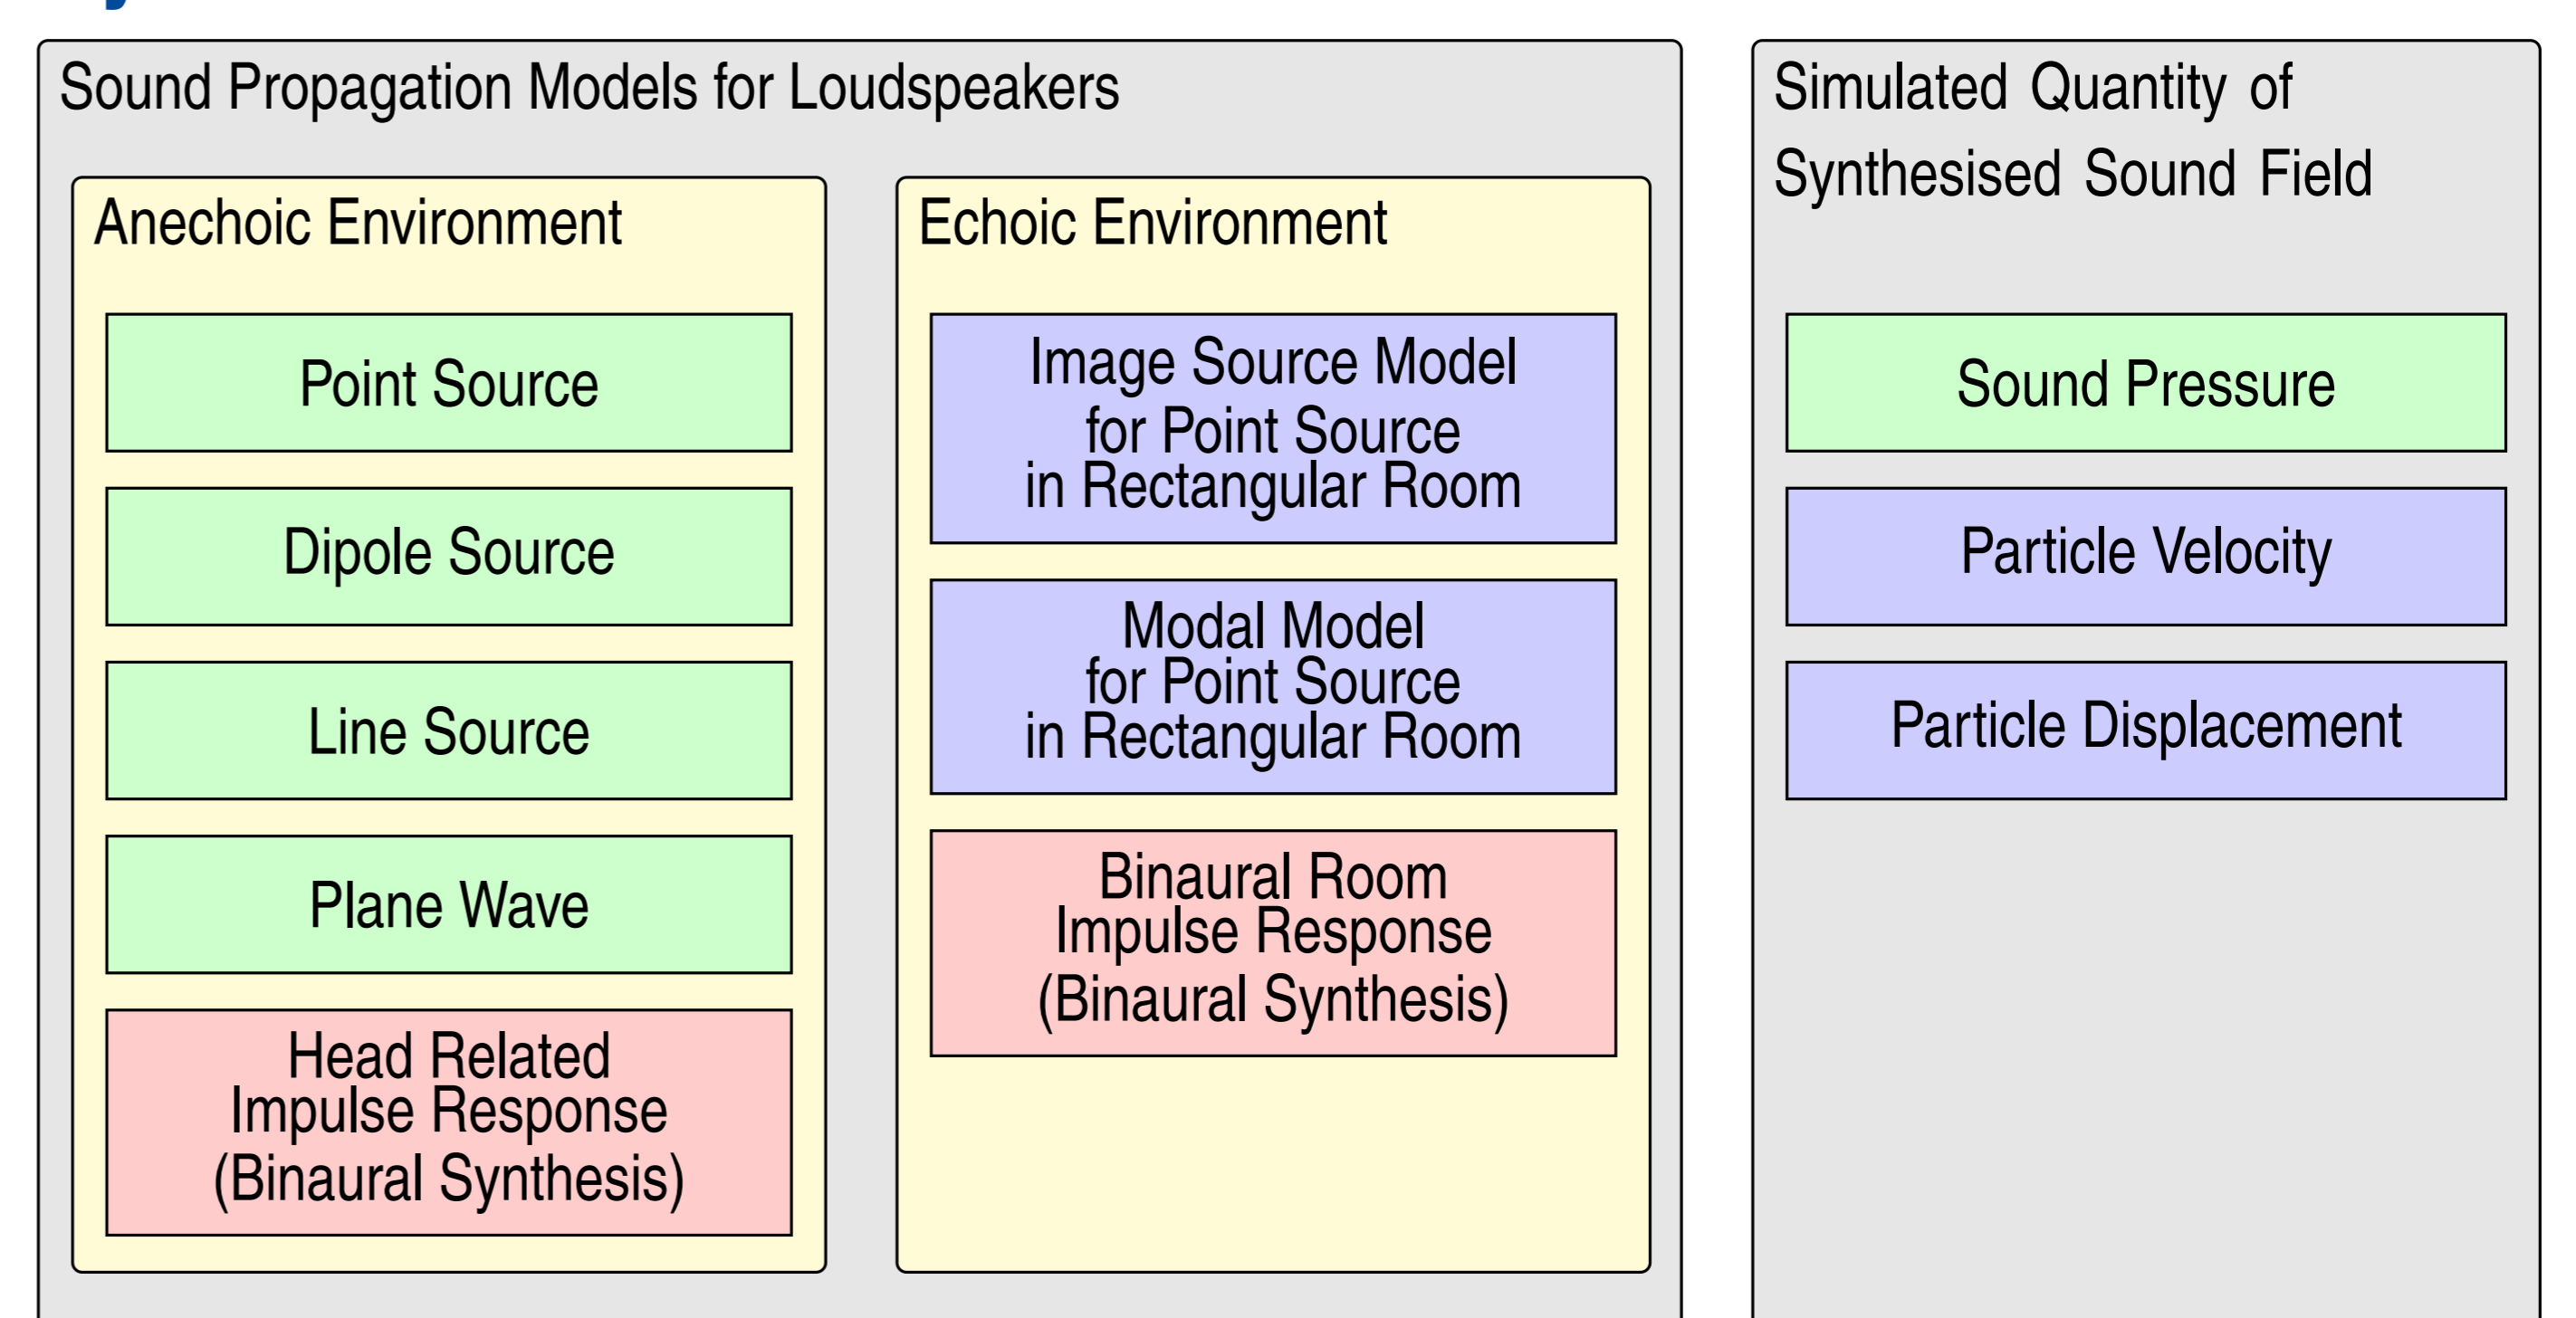 Sound Propagation Models for Loudspeakers
Anechoic Environment
Point Source
Dipole Source
Line Source
Plane Wave
Head Related
Impulse Response
(Binaural Synthesis)
Echoic Environment
Image Source Model
for Point Source
in Rectangular Room
Modal Model
for Point Source
in Rectangular Room
Binaural Room
Impulse Response
(Binaural Synthesis)
Simulated Quantity of
Synthesised Sound Field
Sound Pressure
Particle Velocity
Particle Displacement